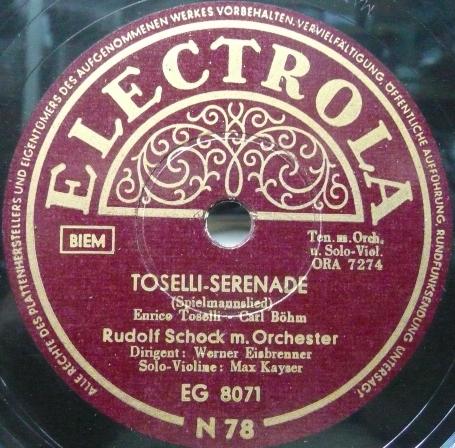 ALLE RECHTE DES PLATTENHERSTELLERS UND EIGENTÜMERS DES AUFGENOMMENEN WERKES VORBEHALTEN. VERVIELFÄLTIGUNG, ÖFFENTLICHE AUFFÜHRUNG, RUNDFUNKSENDUNG UNTERSAGT.
ELECTROLA
BIEM
Ten. m. Orch.
u. Solo-Viol.
ORA 7274
TOSELLI-SERENADE
(Spielmannslied)
Enrico Toselli - Carl Böhm
Rudolf Schock m. Orchester
Dirigent: Werner Eisbrenner
Solo-Violine: Max Kayser
EG 8071
N 78